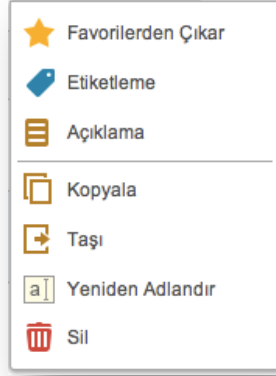 Favorilerden Çıkar
Etiketleme
Açıklama
Kopyala
Taşı
a Yeniden Adlandır
Sil